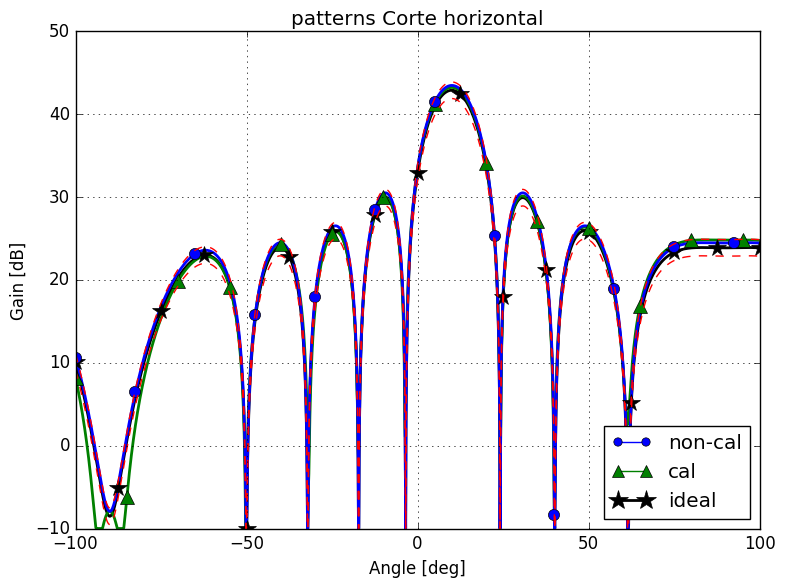 patterns Corte horizontal
50
40
30
20
10
0
−10
Gain [dB]
−100
−50
0
50
100
Angle [deg]
non-cal
cal
ideal